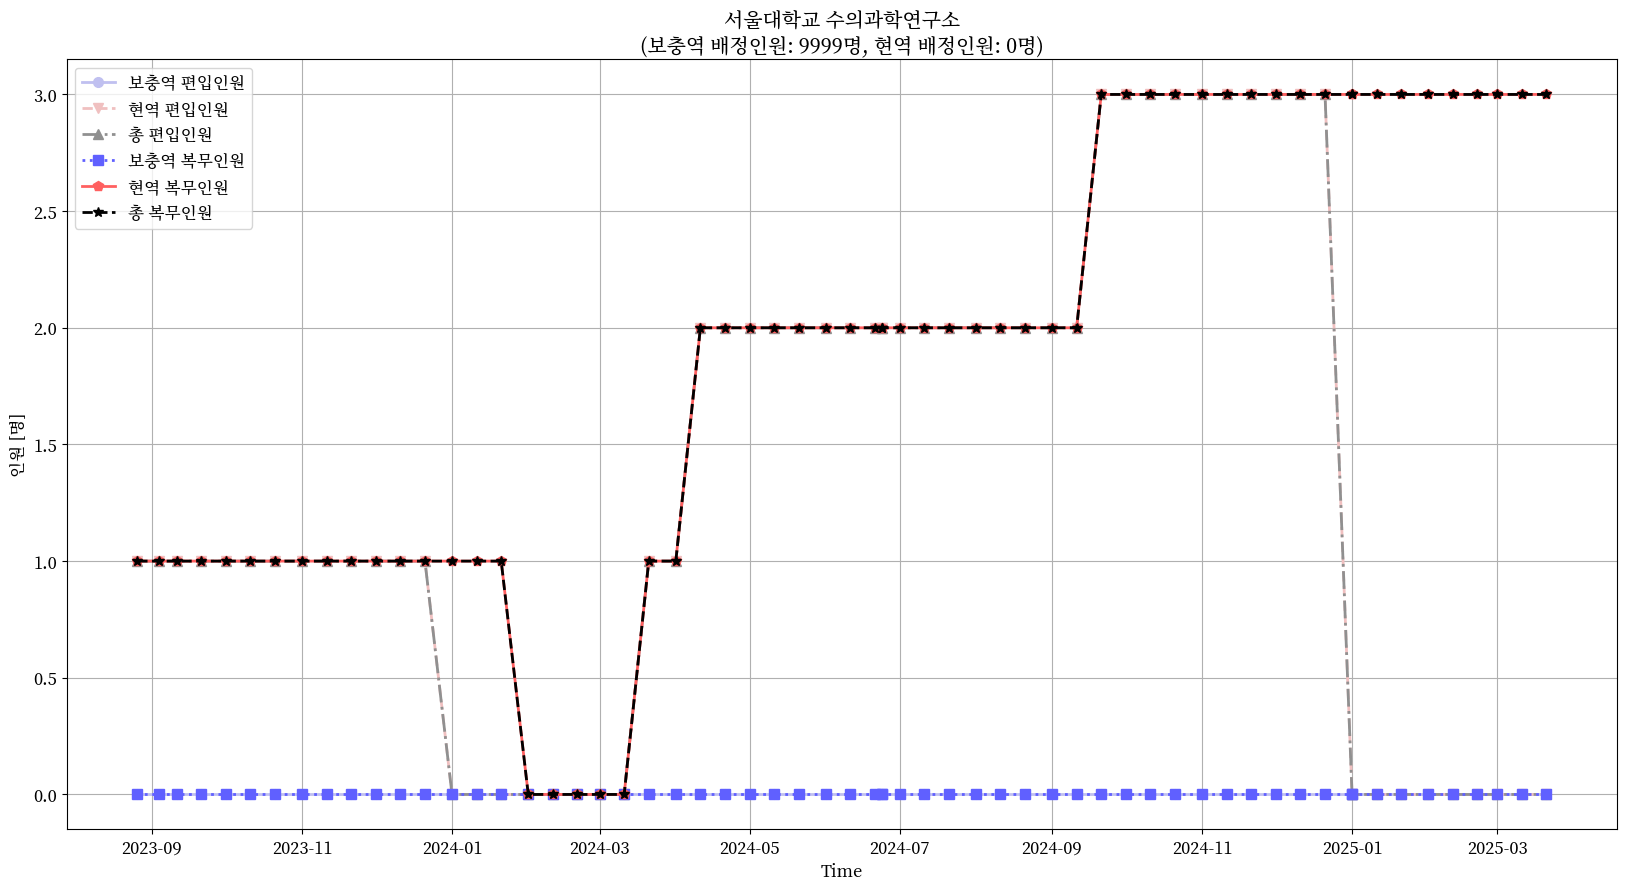 서울대학교 수의과학연구소
(보충역 배정인원: 9999명, 현역 배정인원: 0명)
보충역 편입인원
현역 편입인원
총 편입인원
보충역 복무인원
현역 복무인원
총 복무인원
3.0
2.5
2.0
1.5
1.0
0.5
0.0
인원 [명]
2023-09
2023-11
2024-01
2024-03
2024-05
2024-07
2024-09
2024-11
2025-01
2025-03
Time